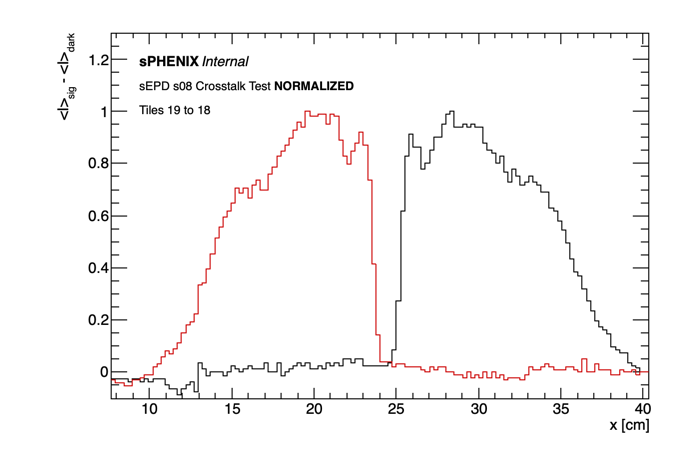 <I>sig - <I>dark
sPHENIX Internal
sEPD s08 Crosstalk Test NORMALIZED
Tiles 19 to 18
1.2
1
0.8
0.6
0.4
0.2
0
10 15 20 25 30 35 40
x [cm]